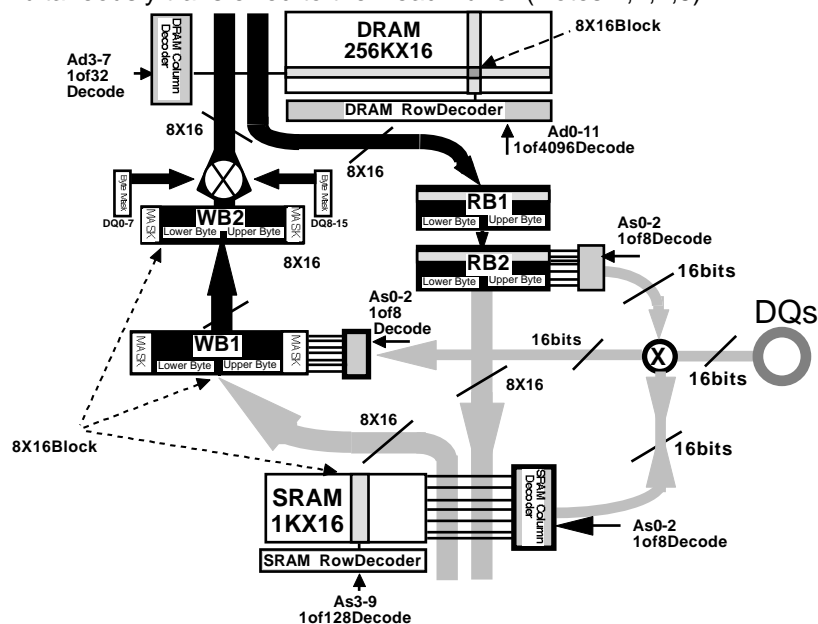 DRAM
256KX16
8X16Block
DRAM Column
Decoder
Ad3-7
1of32
Decode
DRAM RowDecoder
8X16
Ad0-11
1of4096Decode
8X16
Byte Mask
DQ0-7
Byte Mask
DQ8-15
MASK
WB2
Lower Byte Upper Byte
MASK
8X16
RB1
Lower Byte Upper Byte
RB2
Lower Byte Upper Byte
As0-2
1of8Decode
16bits
DQs
As0-2
1of8
Decode
MASK
WB1
Lower Byte Upper Byte
MASK
16bits
X
16bits
8X16
8X16
8X16Block
16bits
SRAM
1KX16
SRAM Column
Decoder
As0-2
1of8Decode
SRAM RowDecoder
As3-9
1of128Decode